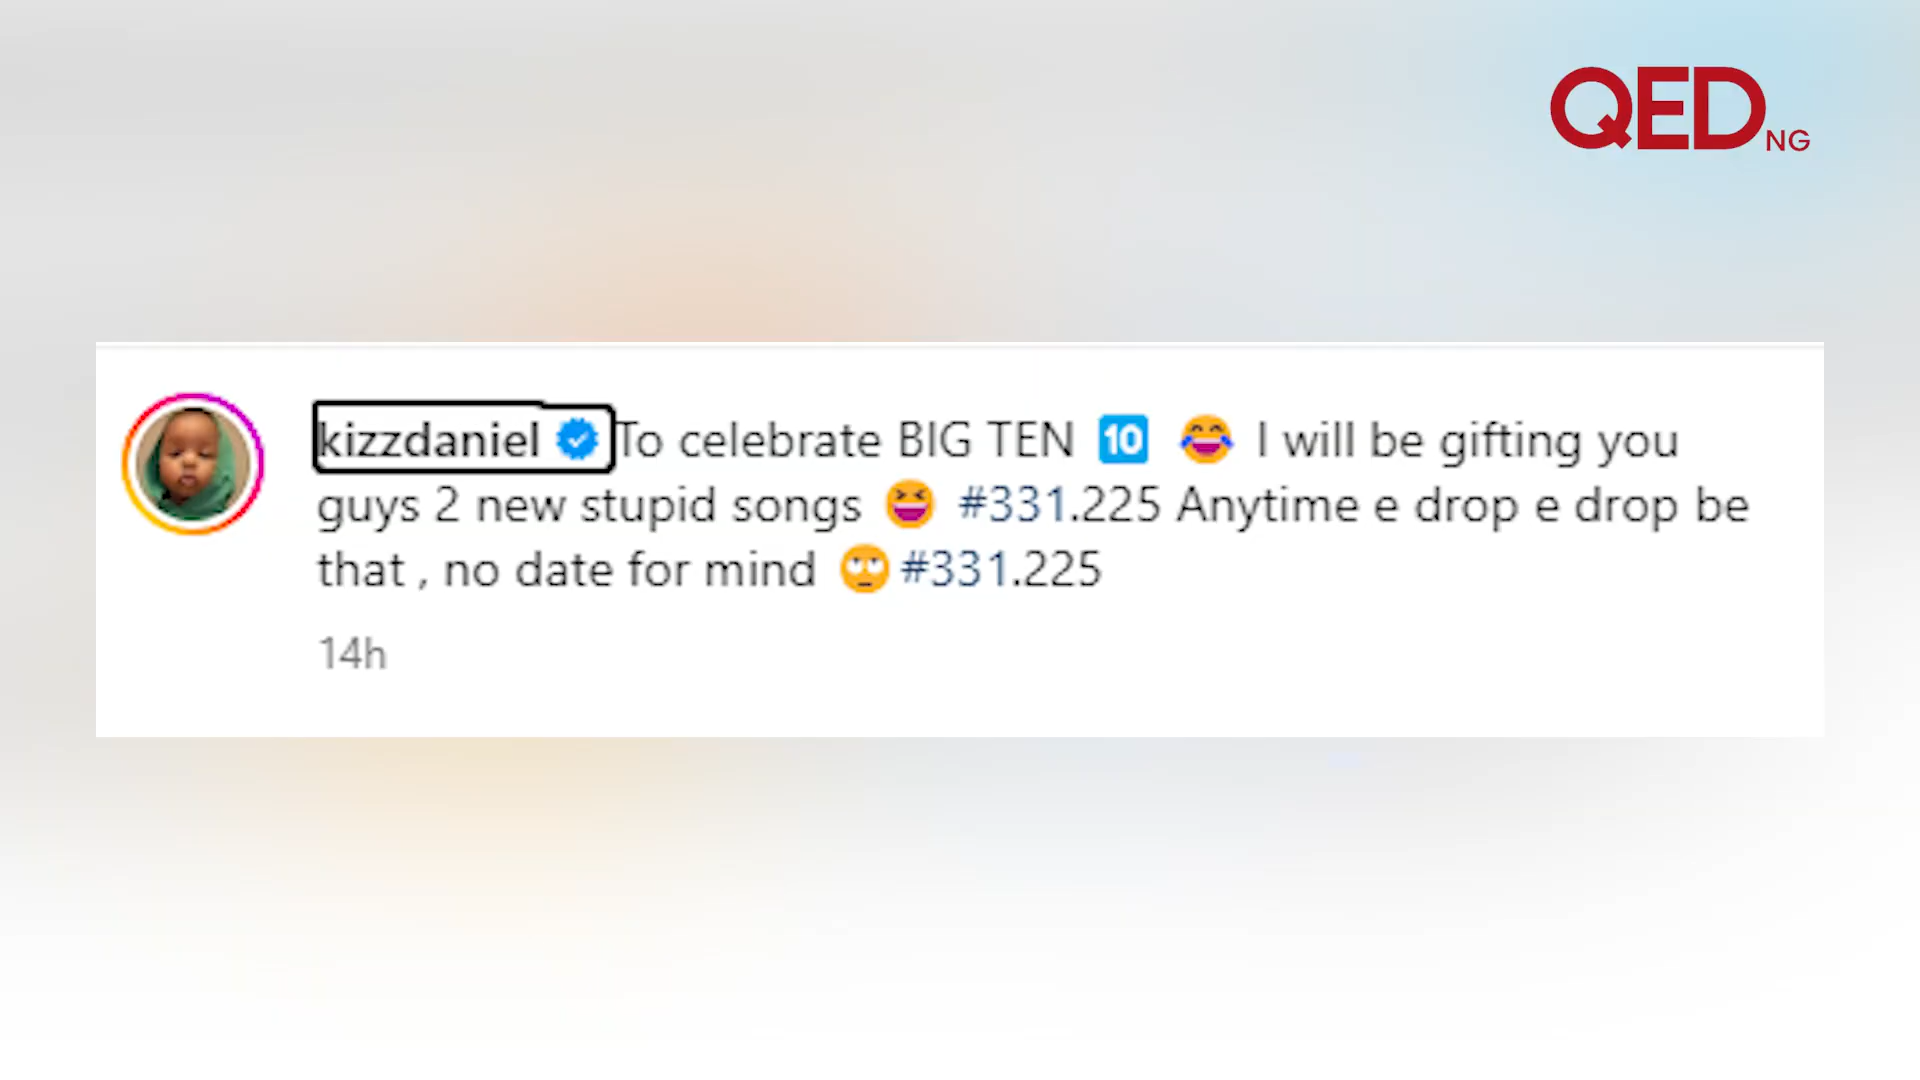 QED NG
kizzdaniel To celebrate BIG TEN 🔟 😂 I will be gifting you
guys 2 new stupid songs 😆 #331.225 Anytime e drop e drop be
that , no date for mind 🙄 #331.225
14h